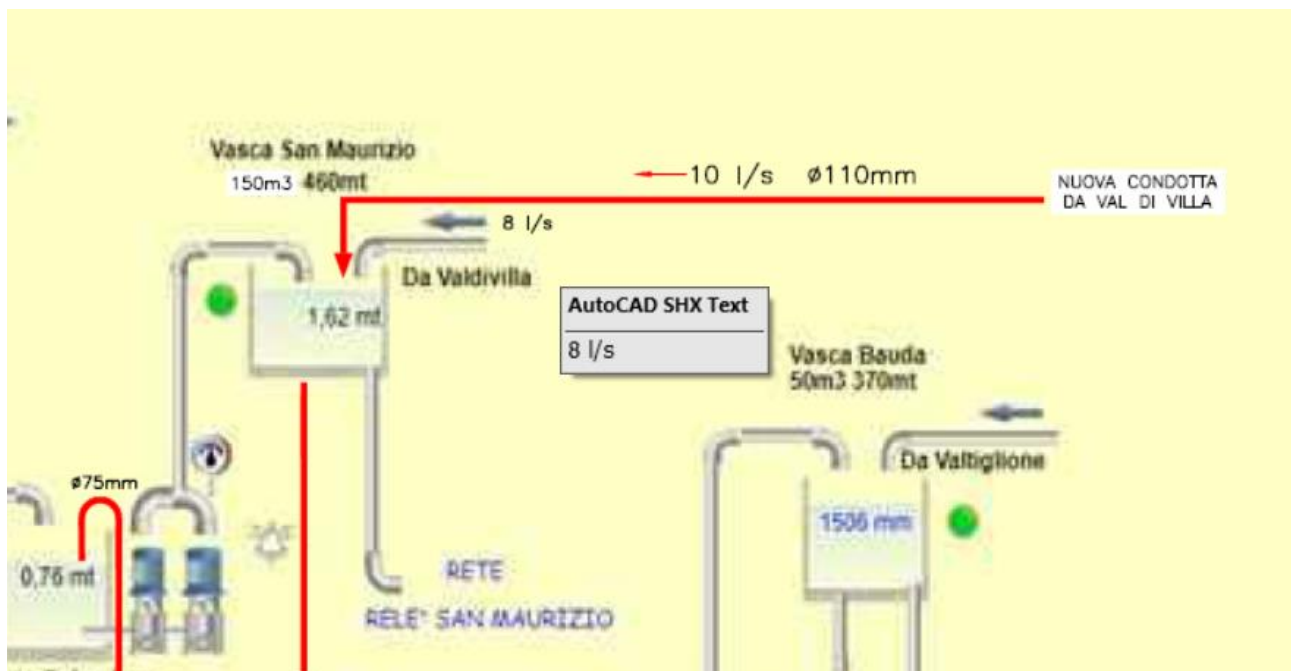 Vasca San Maurizio
150m3 460mt
10 l/s ø110mm
NUOVA CONDOTTA
DA VAL DI VILLA
8 l/s
Da Valdivilla
1,62 mt
AutoCAD SHX Text
8 l/s
Vasca Bauda
50m3 370mt
Da Valtiglione
1506 mm
ø75mm
0,76 mt
RETE
RELE' SAN MAURIZIO